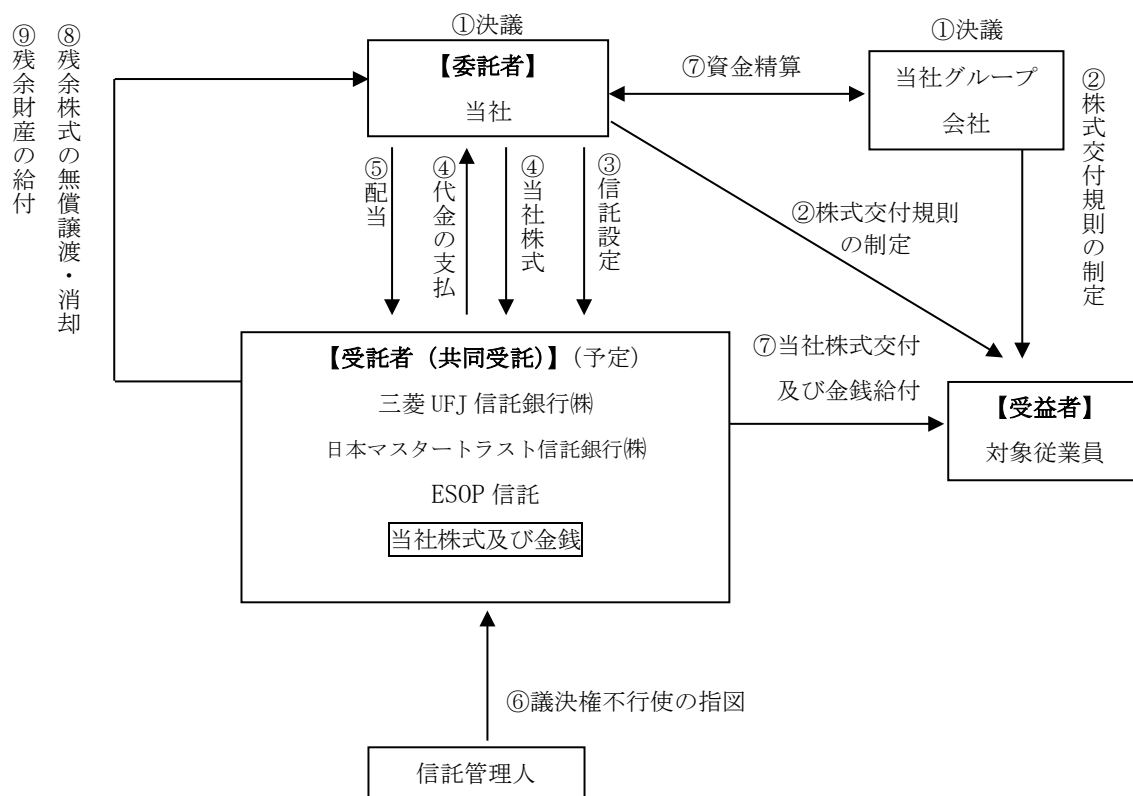 ⑨残余財産の給付
⑧残余株式の無償譲渡・消却
①決議
【委託者】
当社
⑦資金精算
①決議
当社グループ
会社
②株式交付規則の制定
⑤配当
④代金の支払
④当社株式
③信託設定
②株式交付規則
の制定
【受託者（共同受託）】（予定）
三菱 UFJ 信託銀行㈱
日本マスタートラスト信託銀行㈱
ESOP 信託
当社株式及び金銭
⑦当社株式交付
及び金銭給付
【受益者】
対象従業員
⑥議決権不行使の指図
信託管理人